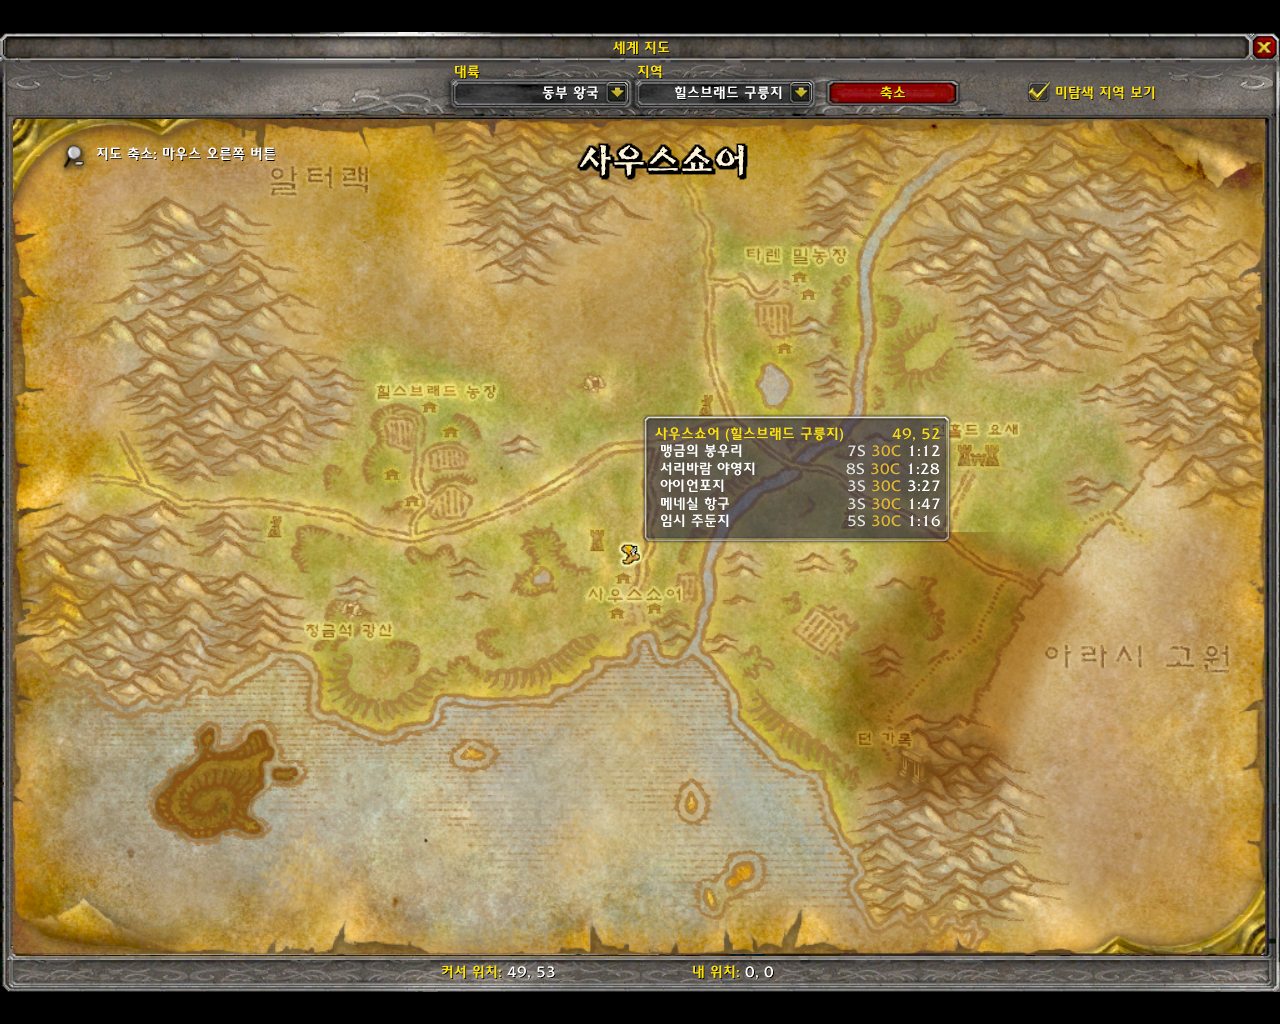 세계 지도
대륙
지역
동부 왕국
힐스브래드 구릉지
축소
미탐색 지역 보기
지도 축소: 마우스 오른쪽 버튼
사우스쇼어
알터랙
타렌 밀농장
힐스브래드 농장
사우스쇼어 (힐스브래드 구릉지) 49, 52
맹금의 봉우리 7S 30C 1:12
서리바람 야영지 8S 30C 1:28
아이언포지 3S 30C 3:27
메네실 항구 3S 30C 1:47
임시 주둔지 5S 30C 1:16
홀드 요새
사우스쇼어
청금석 광산
아라시 고원
던 가록
커서 위치: 49, 53
내 위치: 0, 0